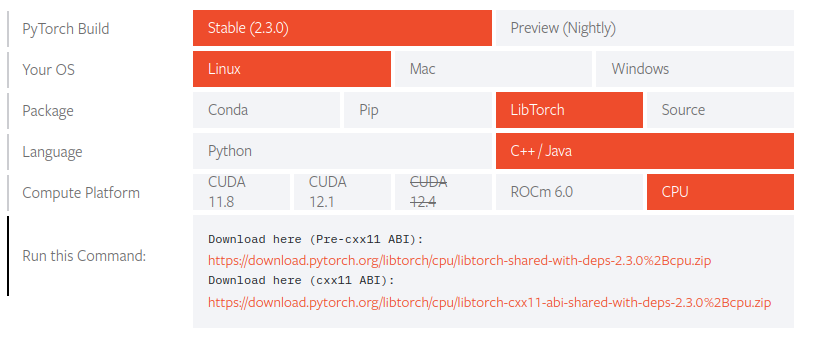 PyTorch Build Stable (2.3.0) Preview (Nightly)
Your OS Linux Mac Windows
Package Conda Pip LibTorch Source
Language Python C++ / Java
Compute Platform CUDA 11.8 CUDA 12.1 CUDA 12.4 ROCm 6.0 CPU
Run this Command:
Download here (Pre-cxx11 ABI):
https://download.pytorch.org/libtorch/cpu/libtorch-shared-with-deps-2.3.0%2Bcpu.zip
Download here (cxx11 ABI):
https://download.pytorch.org/libtorch/cpu/libtorch-cxx11-abi-shared-with-deps-2.3.0%2Bcpu.zip